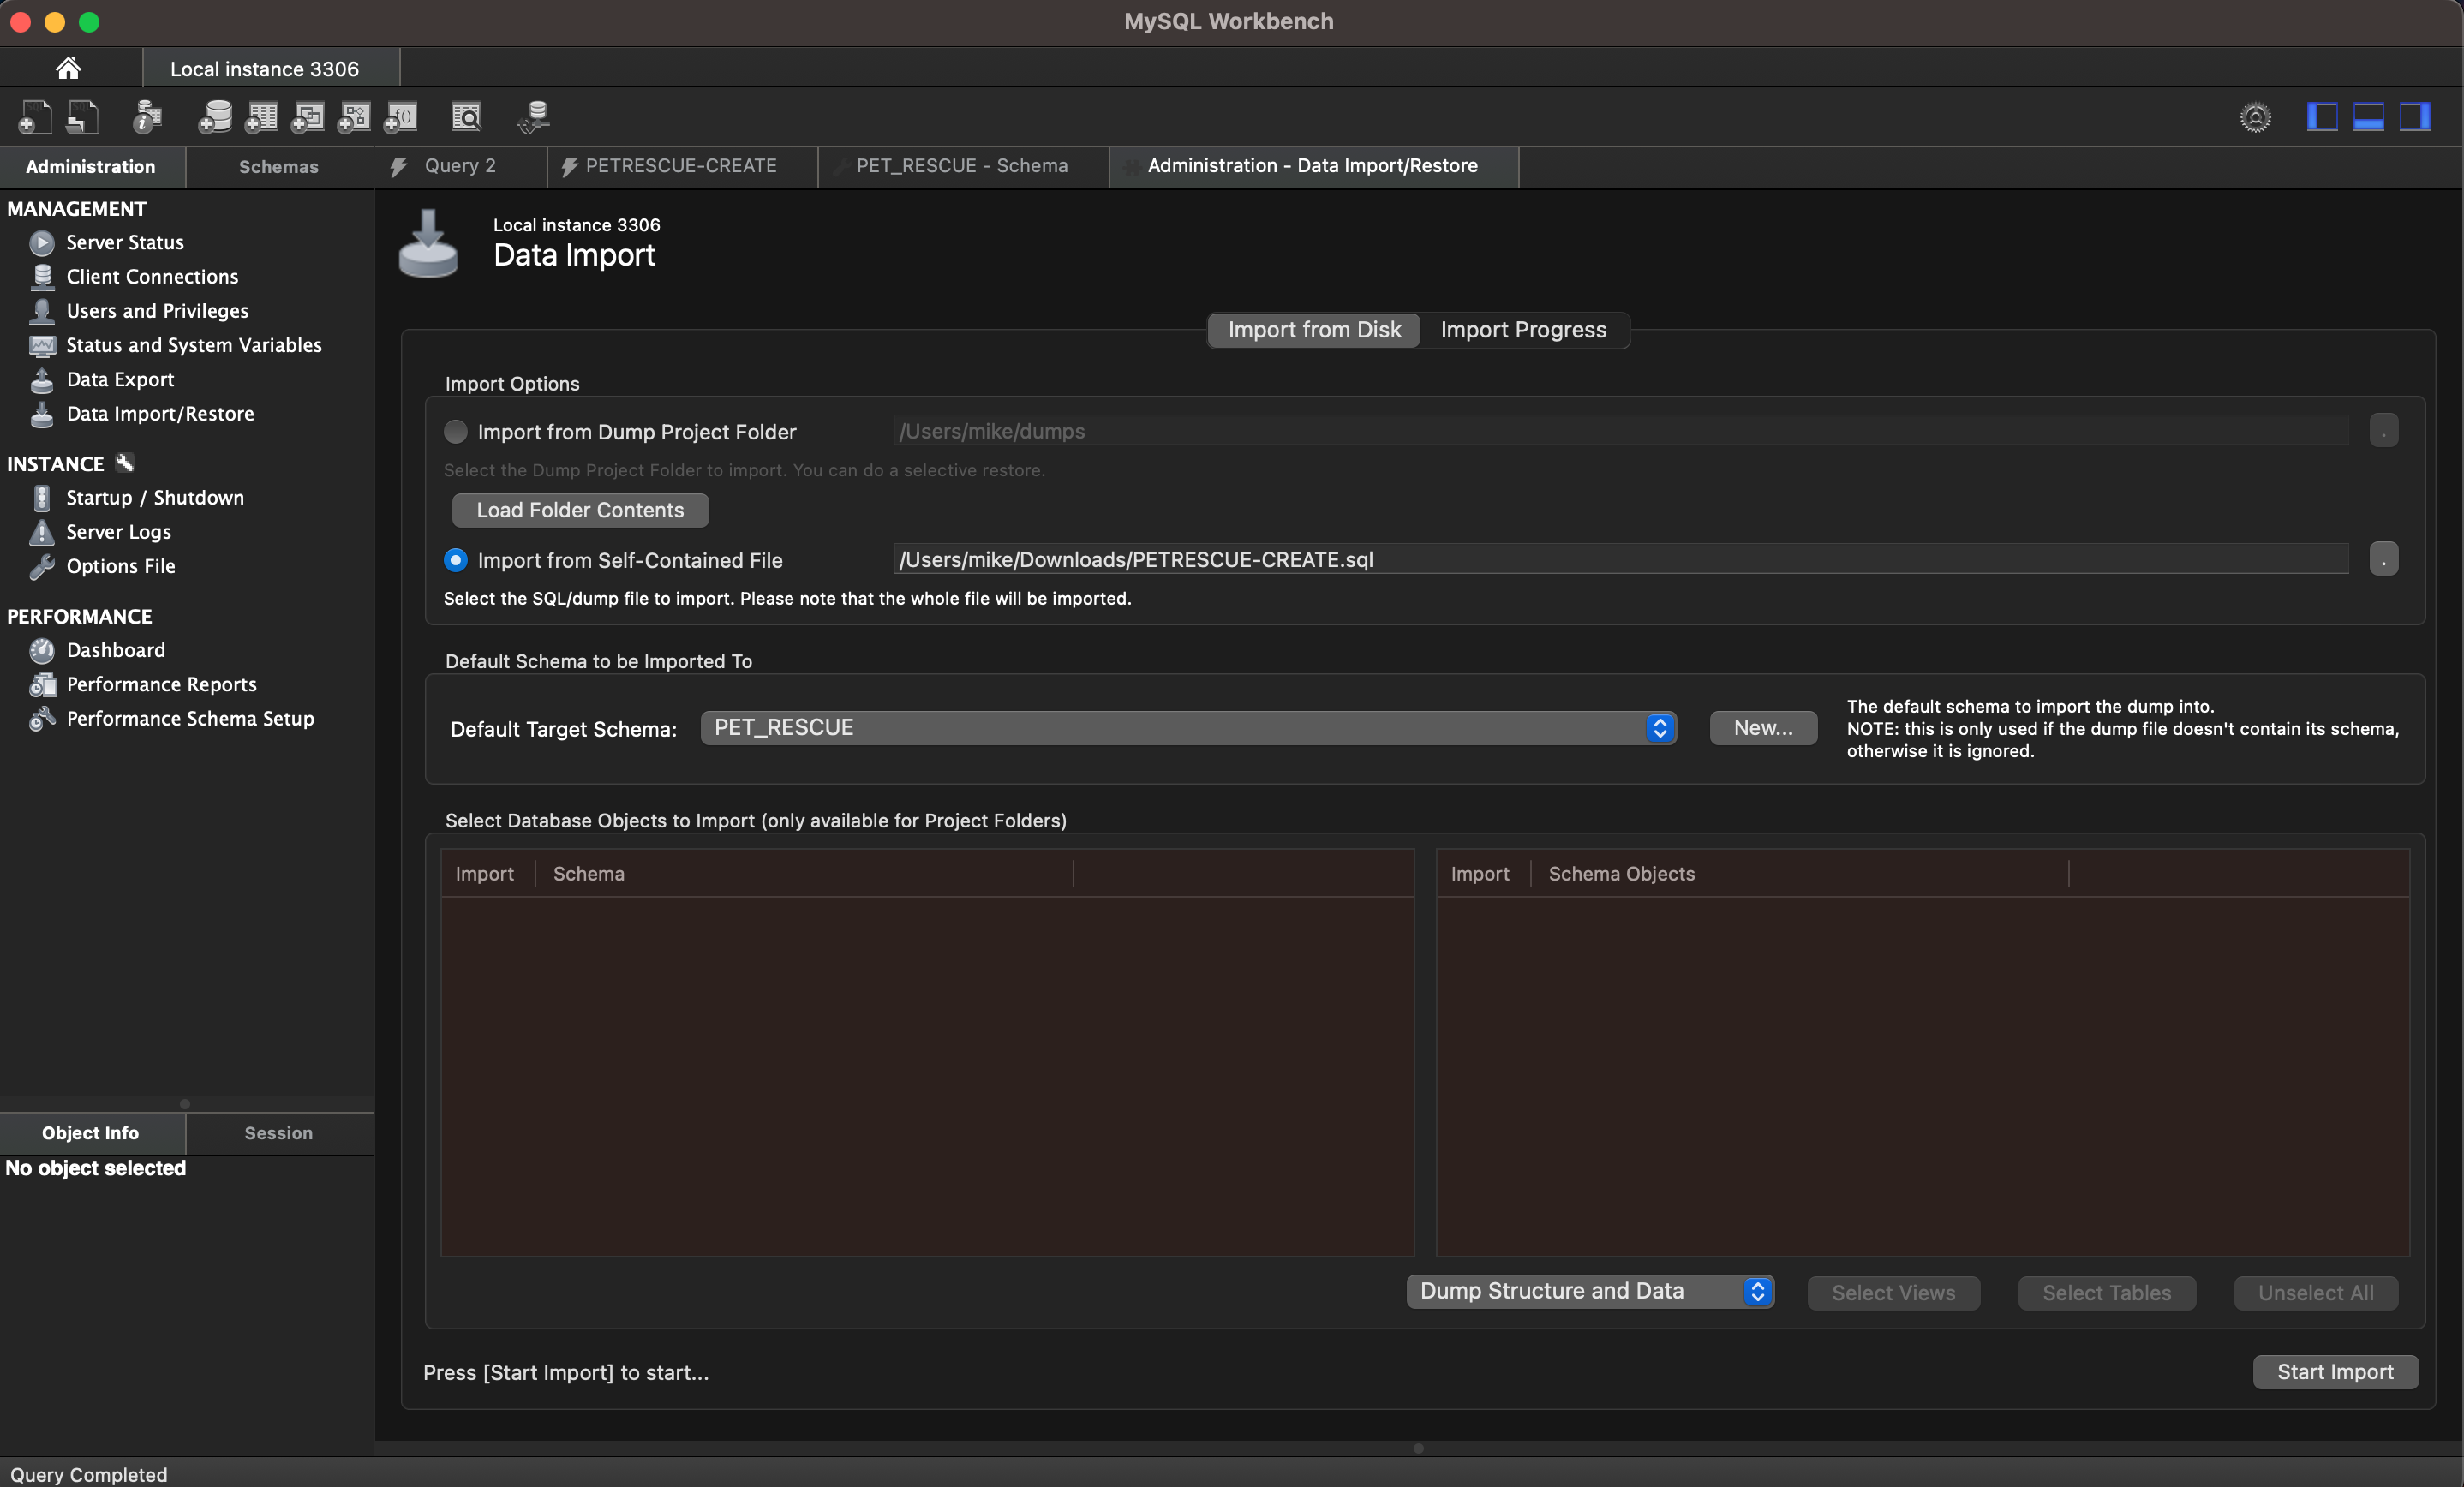 MySQL Workbench
Local instance 3306
Administration
Schemas
Query 2
PETRESCUE-CREATE
PET_RESCUE - Schema
Administration - Data Import/Restore
MANAGEMENT
Server Status
Client Connections
Users and Privileges
Status and System Variables
Data Export
Data Import/Restore
INSTANCE
Startup / Shutdown
Server Logs
Options File
PERFORMANCE
Dashboard
Performance Reports
Performance Schema Setup
Object Info
Session
No object selected
Local instance 3306
Data Import
Import from Disk
Import Progress
Import Options
Import from Dump Project Folder
/Users/mike/dumps
.
Select the Dump Project Folder to import. You can do a selective restore.
Load Folder Contents
Import from Self-Contained File
/Users/mike/Downloads/PETRESCUE-CREATE.sql
.
Select the SQL/dump file to import. Please note that the whole file will be imported.
Default Schema to be Imported To
Default Target Schema:
PET_RESCUE
New...
The default schema to import the dump into.
NOTE: this is only used if the dump file doesn't contain its schema,
otherwise it is ignored.
Select Database Objects to Import (only available for Project Folders)
Import
Schema
Import
Schema Objects
Dump Structure and Data
Select Views
Select Tables
Unselect All
Press [Start Import] to start...
Start Import
Query Completed